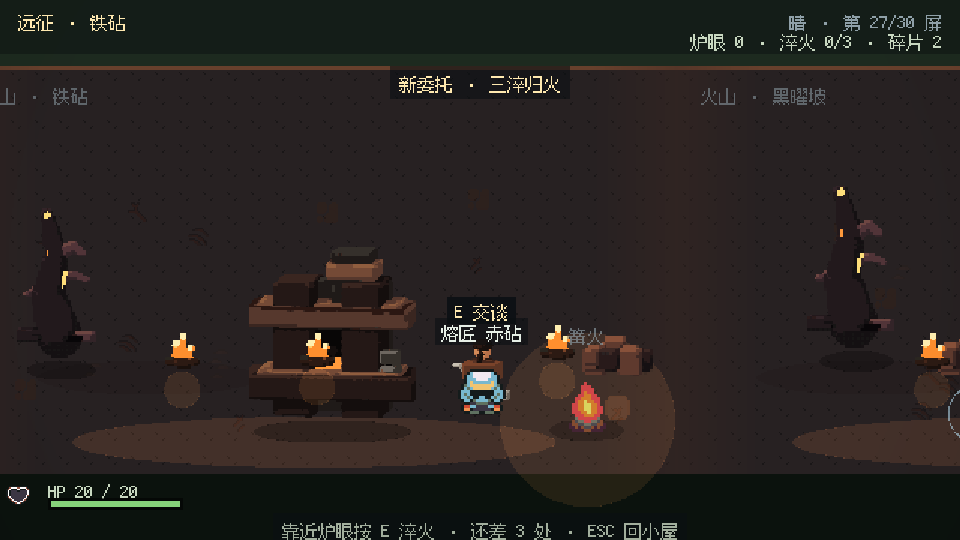 远征 · 铁砧
晴 · 第 27/30 屏
炉眼 0 · 淬火 0/3 · 碎片 2
新委托 · 三淬归火
山 · 铁砧
火山 · 黑曜坡
E 交谈
熔匠 赤砧
篝火
HP 20 / 20
靠近炉眼按 E 淬火 · 还差 3 处 · ESC 回小屋